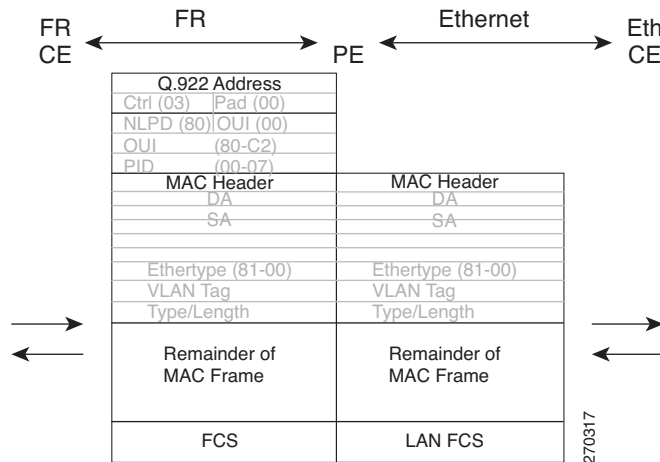 FR FR Ethernet Eth
CE PE CE
Q.922 Address
Ctrl (03) Pad (00)
NLPD (80) OUI (00)
OUI (80-C2)
PID (00-07)
MAC Header MAC Header
DA DA
SA SA
Ethertype (81-00) Ethertype (81-00)
VLAN Tag VLAN Tag
Type/Length Type/Length
Remainder of Remainder of
MAC Frame MAC Frame
FCS LAN FCS
270317